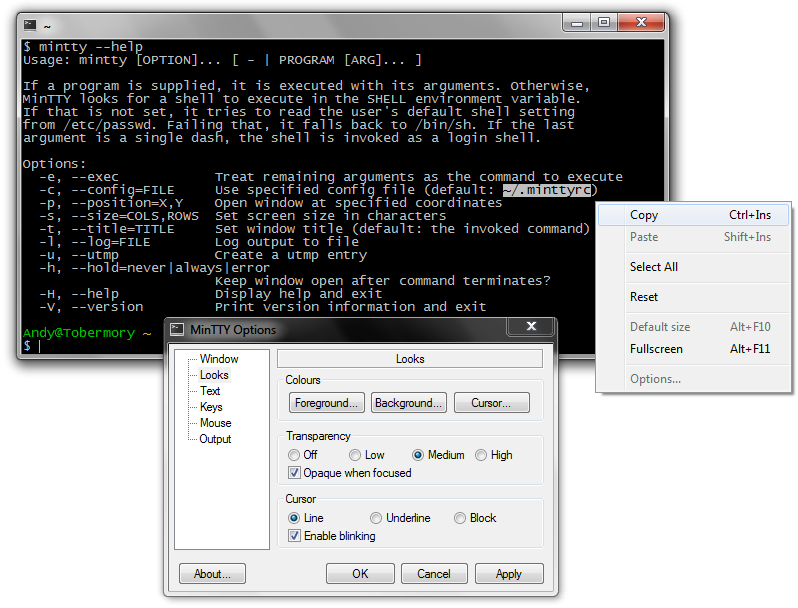 ~
$ mintty --help
Usage: mintty [OPTION]... [ - | PROGRAM [ARG]... ]
If a program is supplied, it is executed with its arguments. Otherwise,
MinTTY looks for a shell to execute in the SHELL environment variable.
If that is not set, it tries to read the user's default shell setting
from /etc/passwd. Failing that, it falls back to /bin/sh. If the last
argument is a single dash, the shell is invoked as a login shell.
Options:
-e, --exec Treat remaining arguments as the command to execute
-c, --config=FILE Use specified config file (default: ~/.minttyrc)
-p, --position=X,Y Open window at specified coordinates
-s, --size=COLS,ROWS Set screen size in characters
-t, --title=TITLE Set window title (default: the invoked command)
-l, --log=FILE Log output to file
-u, --utmp Create a utmp entry
-h, --hold=never|always|error
Keep window open after command terminates?
-H, --help Display help and exit
-V, --version Print version information and exit
Andy@Tobermory ~
$
Copy Ctrl+Ins
Paste Shift+Ins
Select All
Reset
Default size Alt+F10
Fullscreen Alt+F11
Options...
MinTTY Options
Window
Looks
Text
Keys
Mouse
Output
Looks
Colours
Foreground... Background... Cursor...
Transparency
Off Low Medium High
Opaque when focused
Cursor
Line Underline Block
Enable blinking
About... OK Cancel Apply